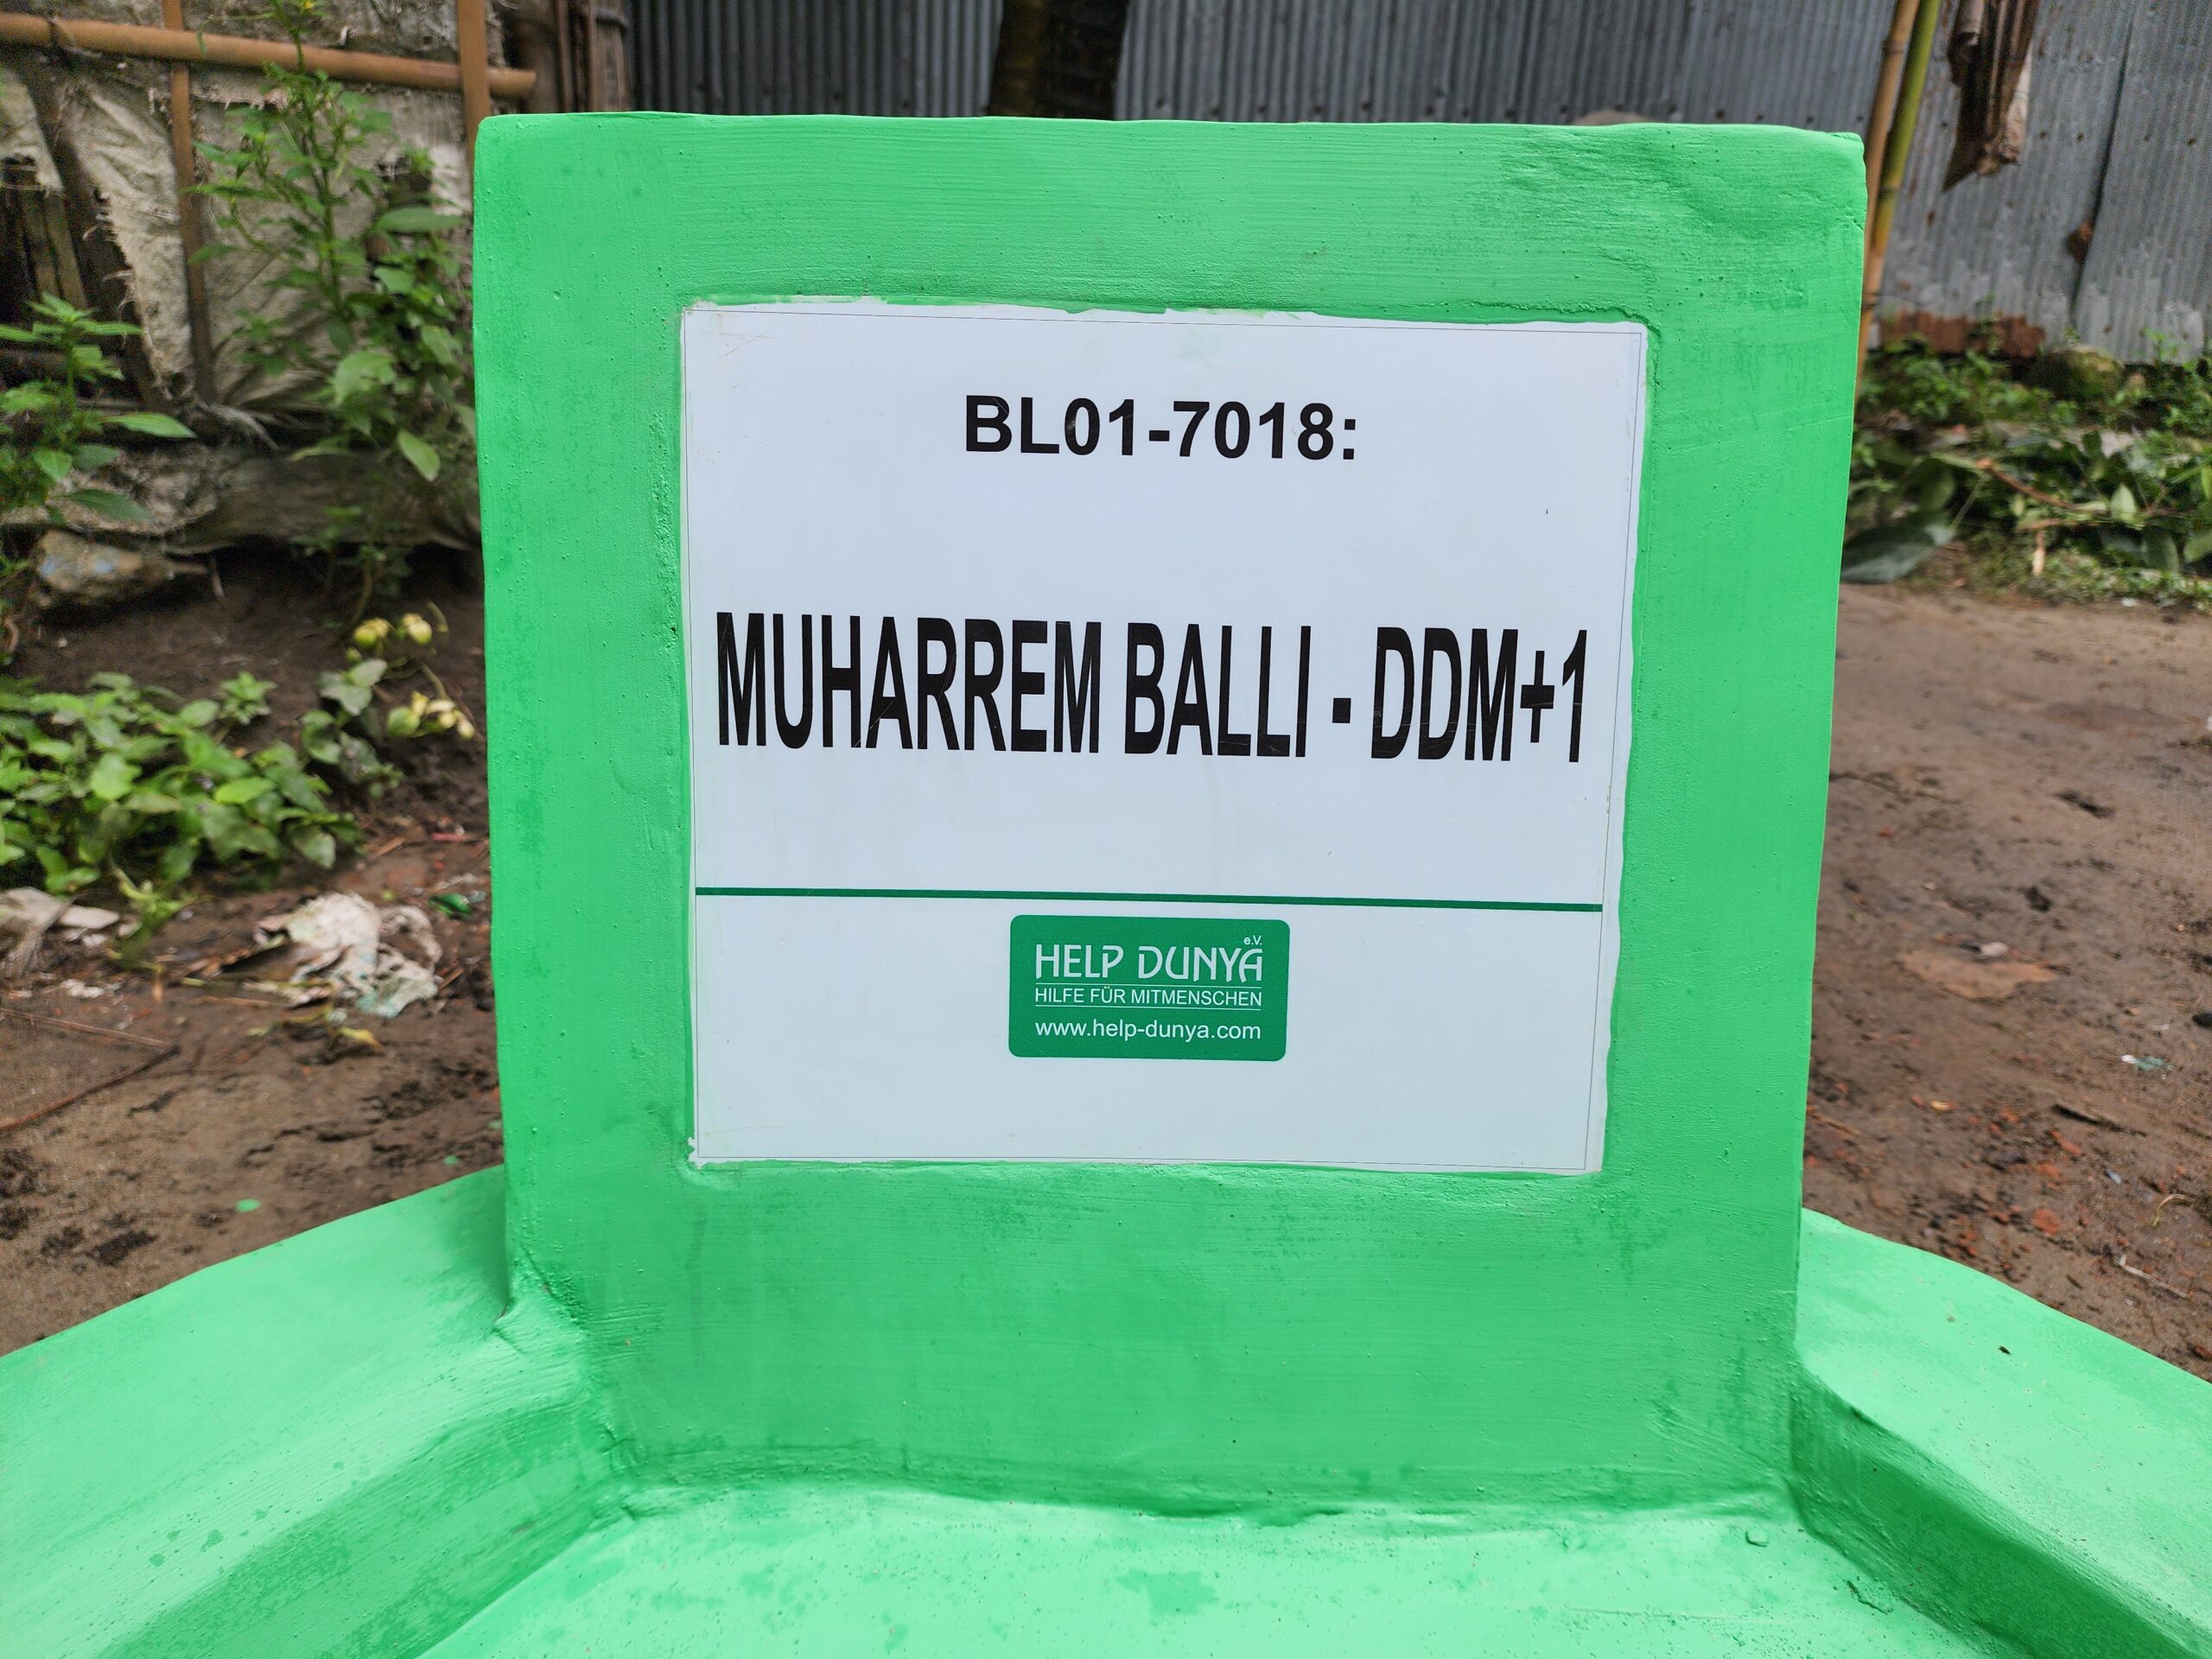 BL01-7018:
MUHARREM BALLI - DDM+1
HELP DUNYA e.V.
HILFE FÜR MITMENSCHEN
www.help-dunya.com